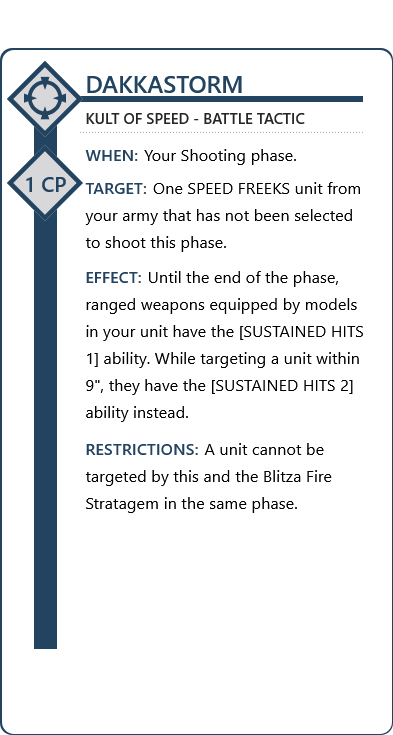 DAKKASTORM
KULT OF SPEED - BATTLE TACTIC
WHEN: Your Shooting phase.
1 CP
TARGET: One SPEED FREEKS unit from
your army that has not been selected
to shoot this phase.
EFFECT: Until the end of the phase,
ranged weapons equipped by models
in your unit have the [SUSTAINED HITS
1] ability. While targeting a unit within
9", they have the [SUSTAINED HITS 2]
ability instead.
RESTRICTIONS: A unit cannot be
targeted by this and the Blitza Fire
Stratagem in the same phase.